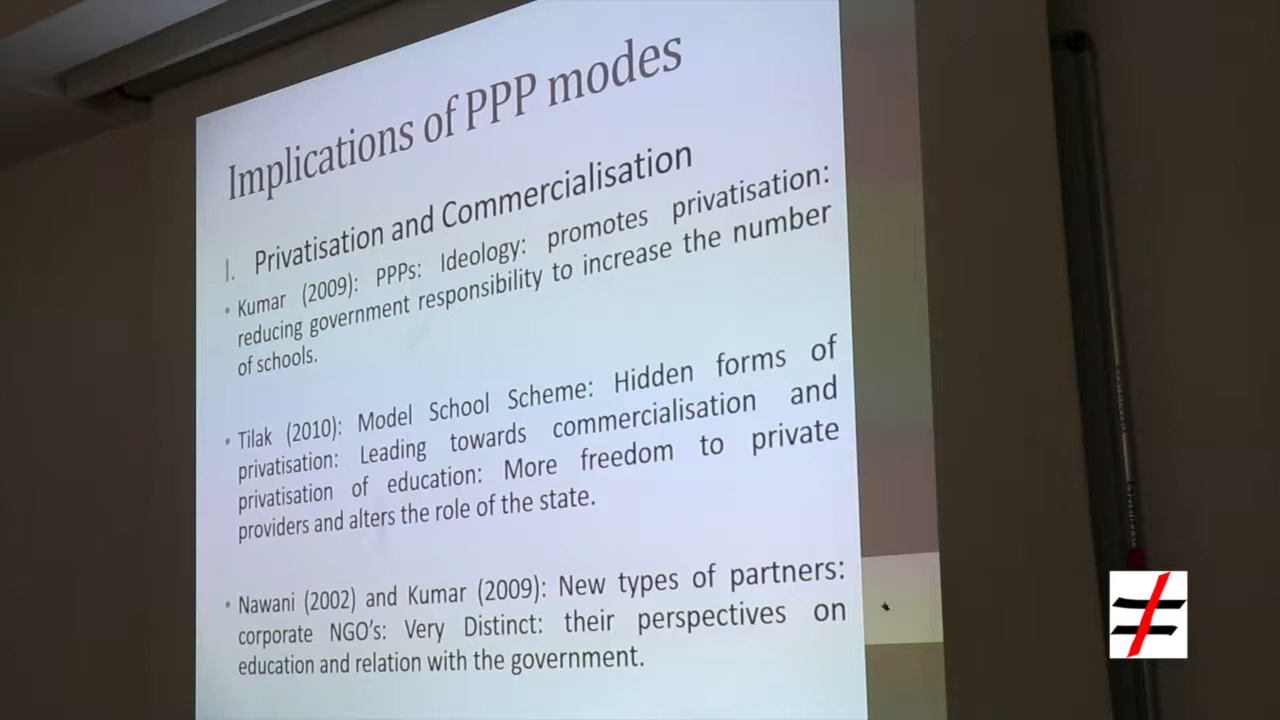 Implications of PPP modes
I. Privatisation and Commercialisation
• Kumar (2009): PPPs: Ideology: promotes privatisation:
reducing government responsibility to increase the number
of schools.
• Tilak (2010): Model School Scheme: Hidden forms of
privatisation: Leading towards commercialisation and
privatisation of education: More freedom to private
providers and alters the role of the state.
• Nawani (2002) and Kumar (2009): New types of partners:
corporate NGO's: Very Distinct: their perspectives on
education and relation with the government.